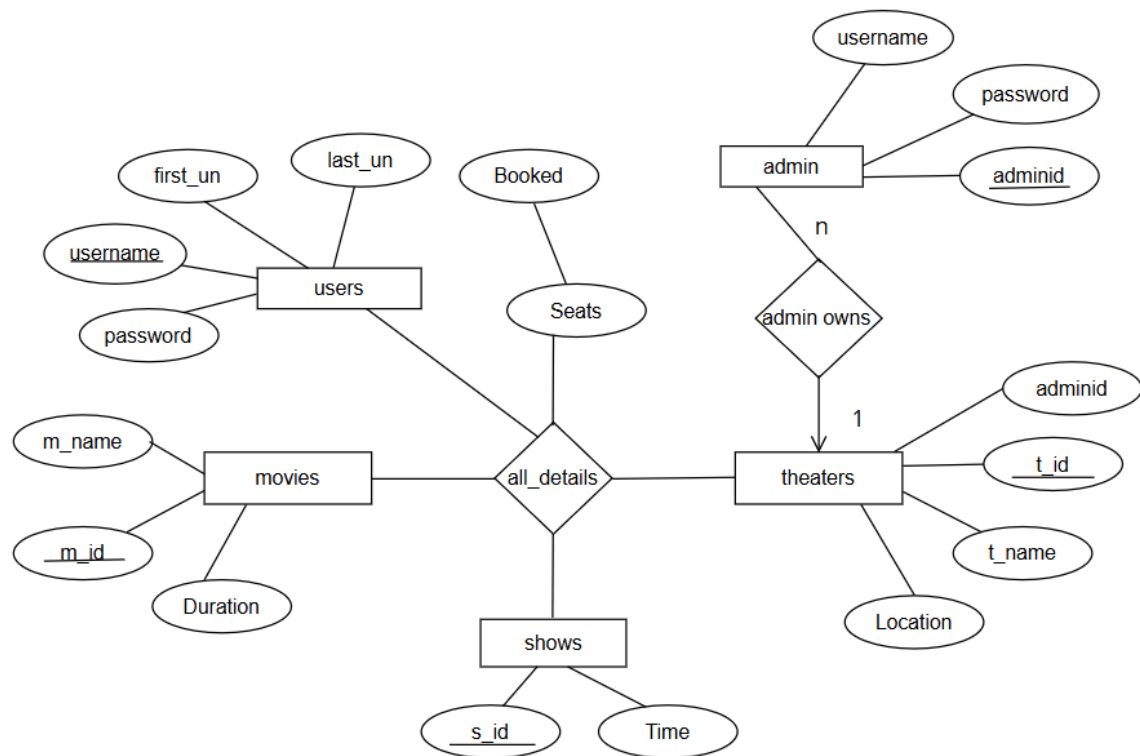 username
password
admin
adminid
last_un
first_un
Booked
username
users
Seats
password
n
admin owns
1
adminid
m_name
movies
all_details
theaters
t_id
m_id
t_name
Duration
Location
shows
s_id
Time